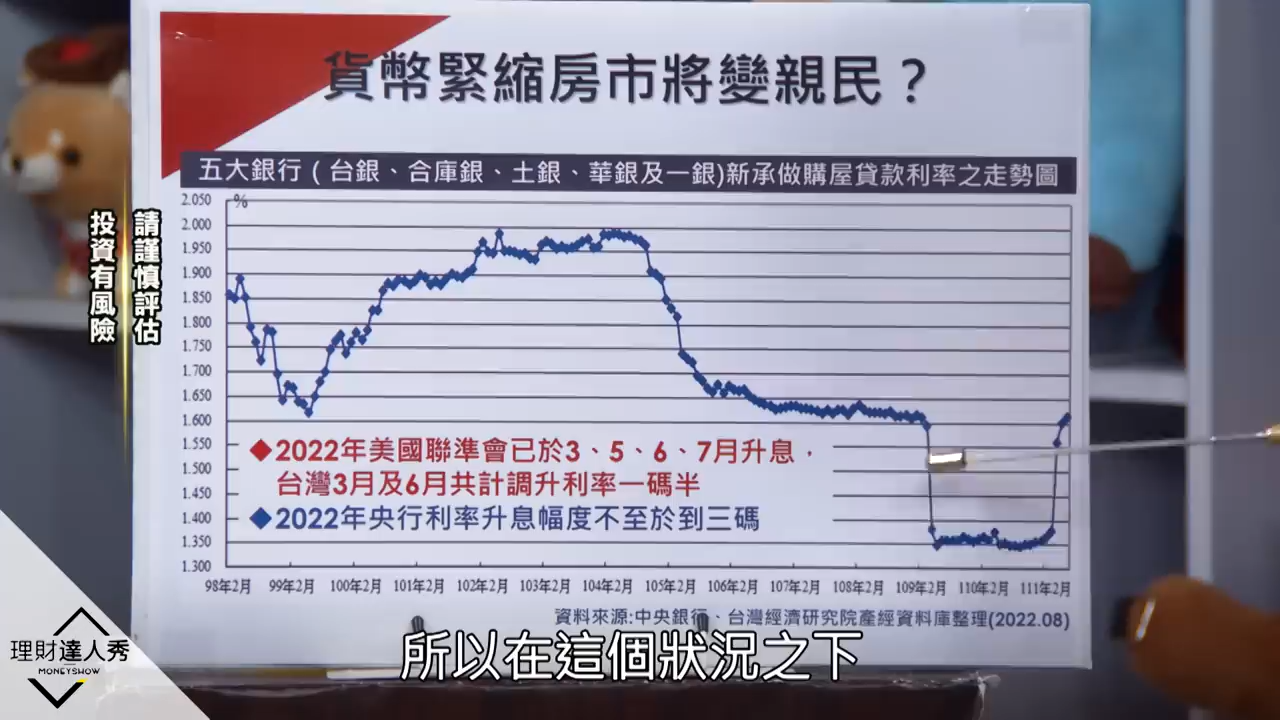 貨幣緊縮房市將變親民？
五大銀行(台銀、合庫銀、土銀、華銀及一銀)新承做購屋貸款利率之走勢圖
%
2.050
2.000
1.950
1.900
1.850
1.800
1.750
1.700
1.650
1.600
1.550
1.500
1.450
1.400
1.350
1.300
◆2022年美國聯準會已於3、5、6、7月升息，
台灣3月及6月共計調升利率一碼半
◆2022年央行利率升息幅度不至於到三碼
98年2月 99年2月 100年2月 101年2月 102年2月 103年2月 104年2月 105年2月 106年2月 107年2月 108年2月 109年2月 110年2月 111年2月
資料來源:中央銀行、台灣經濟研究院產經資料庫整理(2022.08)
請謹慎評估
投資有風險
理財達人秀
MONEYSHOW
所以在這個狀況之下